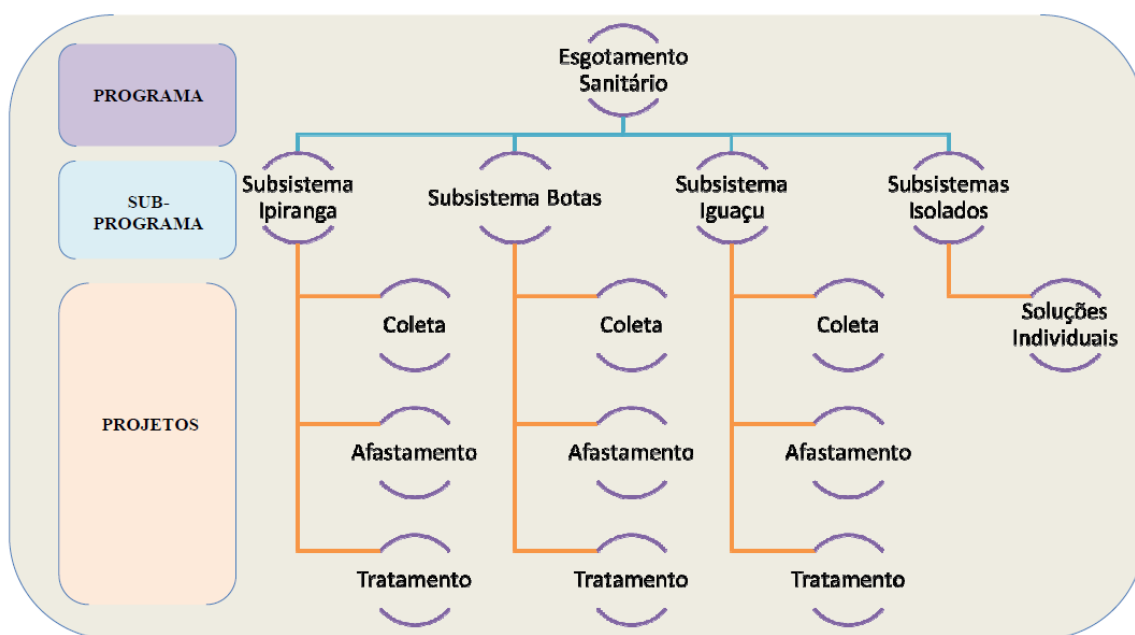 PROGRAMA
Esgotamento
Sanitário
SUB-
PROGRAMA
Subsistema
Ipiranga
Subsistema Botas
Subsistema
Iguaçu
Subsistemas
Isolados
PROJETOS
Coleta
Coleta
Coleta
Soluções
Individuais
Afastamento
Afastamento
Afastamento
Tratamento
Tratamento
Tratamento